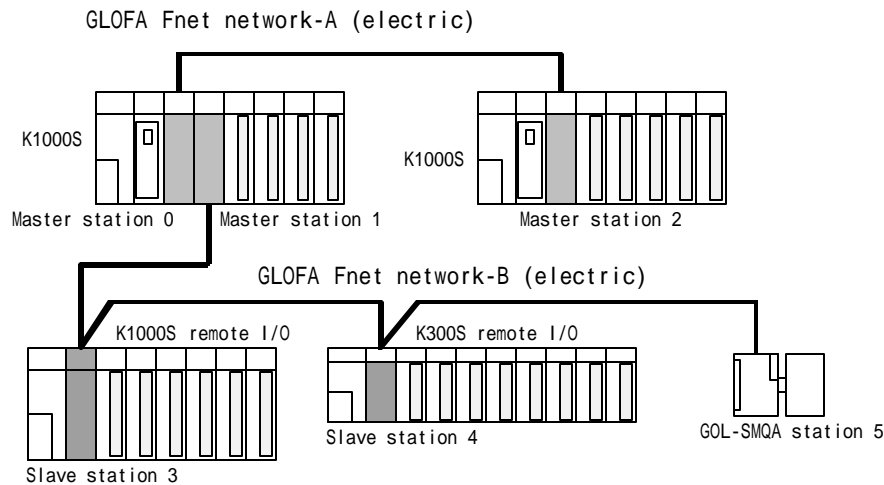 GLOFA Fnet network-A (electric)
K1000S
K1000S
Master station 0
Master station 1
Master station 2
GLOFA Fnet network-B (electric)
K1000S remote I/O
K300S remote I/O
Slave station 3
Slave station 4
GOL-SMQA station 5